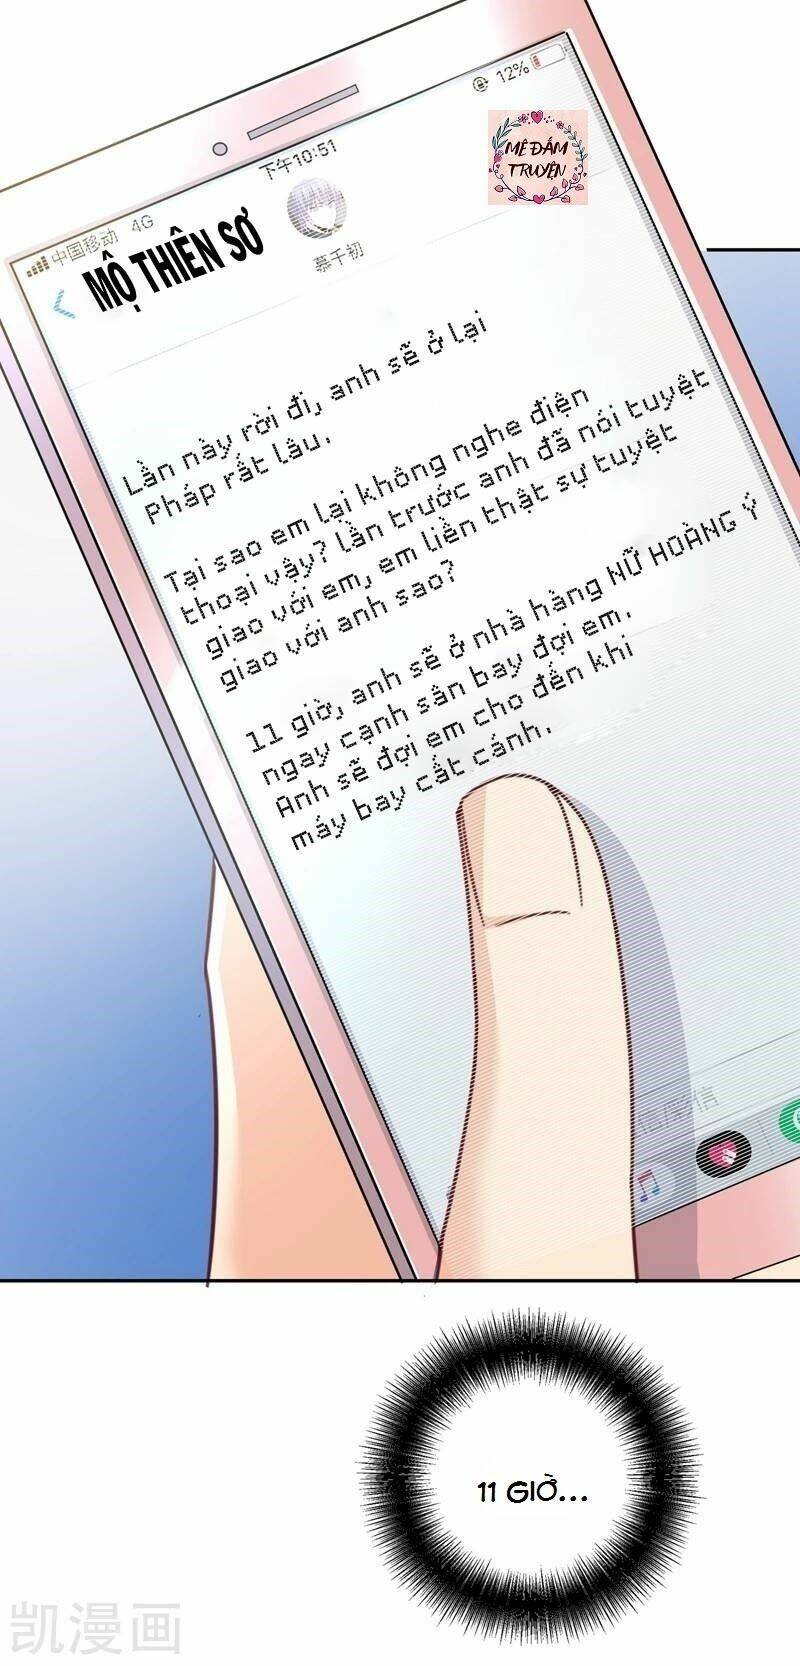 12%
MÊ ĐẮM
TRUYỆN
下午10:51
中国移动 4G
MỘ THIÊN SƠ
慕千初
Lần này rời đi, anh sẽ ở lại
Pháp rất lâu.
Tại sao em lại không nghe điện
thoại vậy? Lần trước anh đã nói tuyệt
giao với em, em liền thật sự tuyệt
giao với anh sao?
11 giờ, anh sẽ ở nhà hàng NỮ HOÀNG Ý
ngay cạnh sân bay đợi em.
Anh sẽ đợi em cho đến khi
máy bay cất cánh.
11 GIỜ...
凯漫画